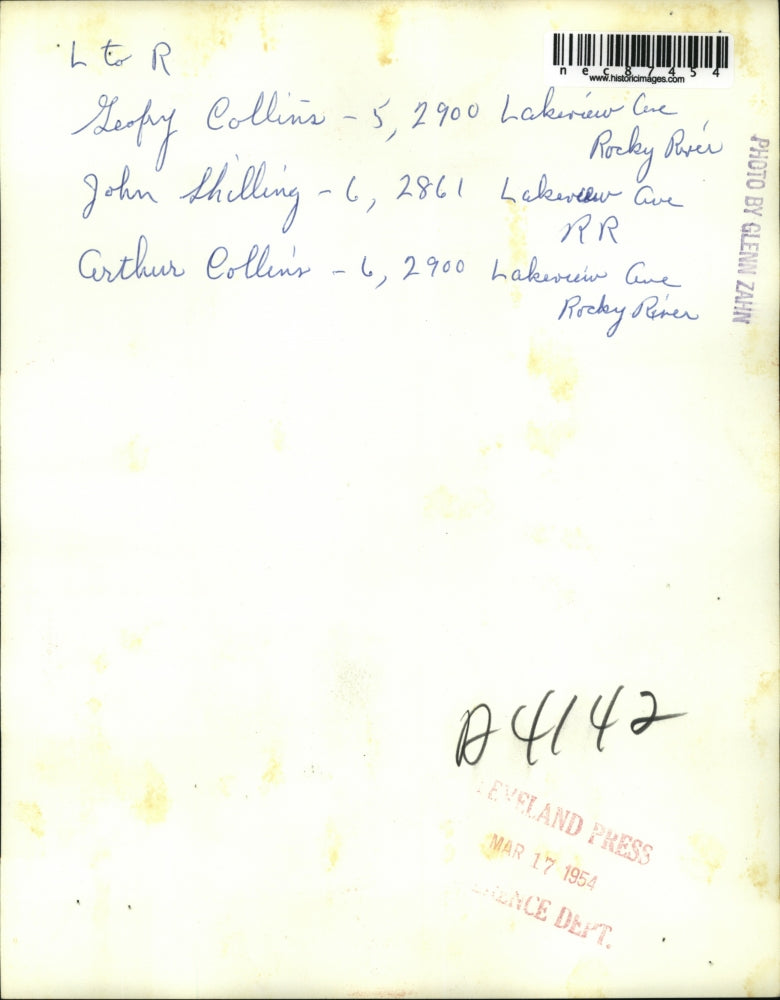 L to R
nec87454
www.historicimages.com
Geofry Collins - 5, 2900 Lakeview Ave
Rocky River
John Shilling - 6, 2861 Lakeview Ave
RR
Arthur Collins - 6, 2900 Lakeview Ave
Rocky River
PHOTO BY GLENN ZAHN
A4142
LEVELAND PRESS
MAR 17 1954
ENCE DEPT.